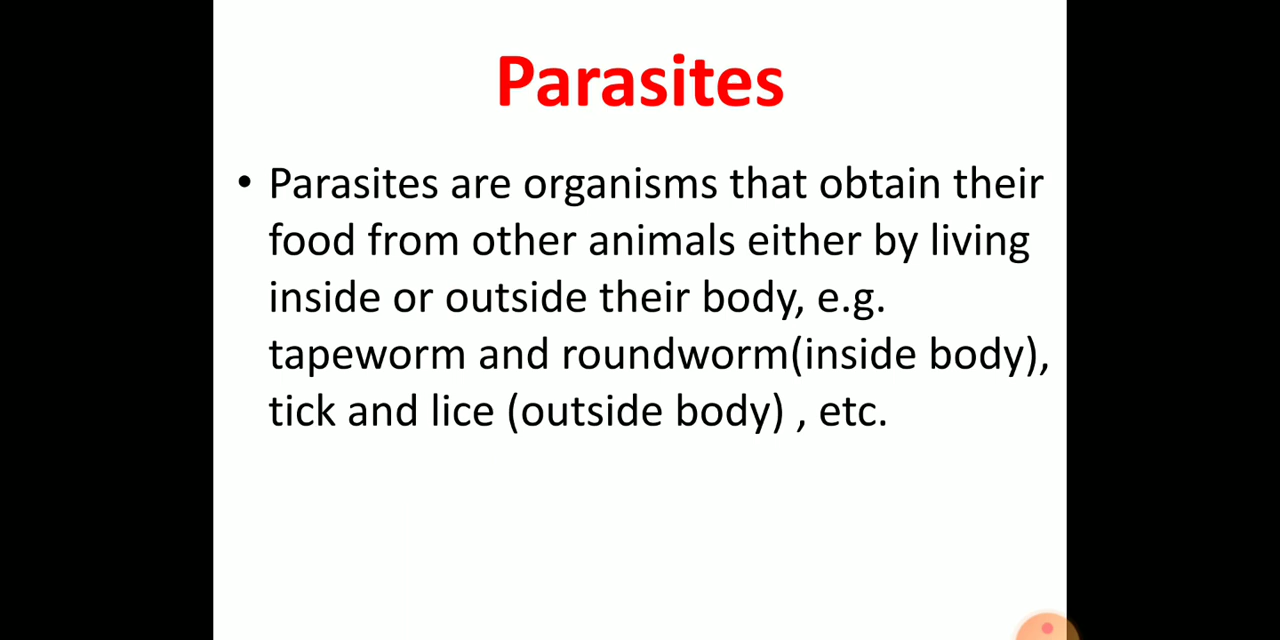 Parasites
• Parasites are organisms that obtain their
food from other animals either by living
inside or outside their body, e.g.
tapeworm and roundworm(inside body),
tick and lice (outside body) , etc.